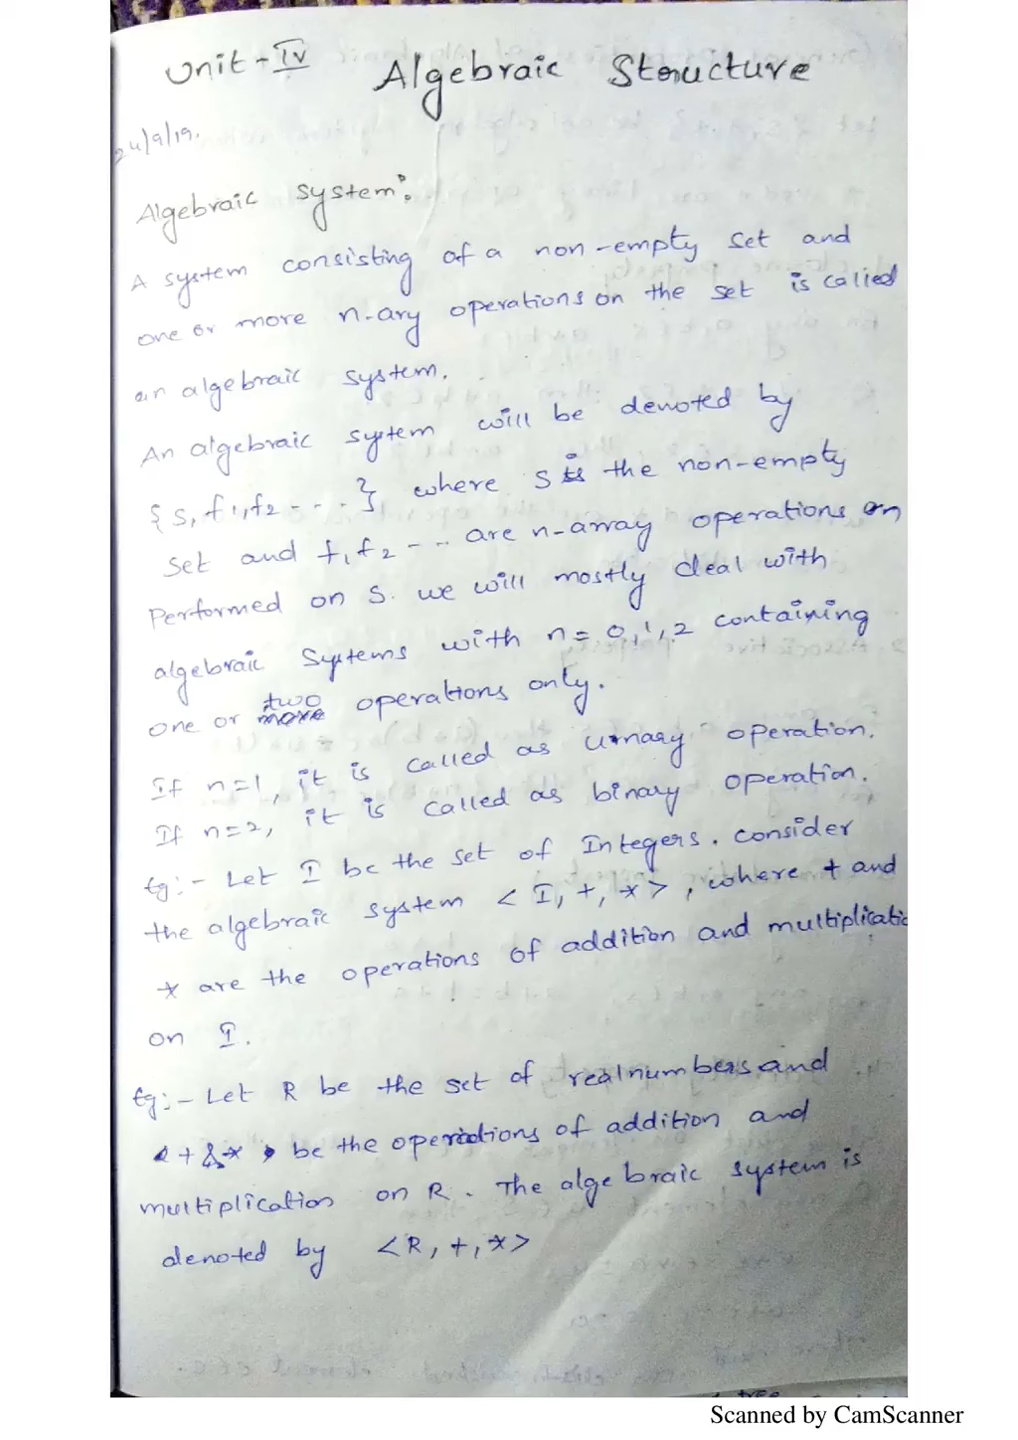 Unit - IV Algebraic Structure
24/9/19.
Algebraic system:
A system consisting of a non-empty set and
one or more n-ary operations on the set is called
an algebraic system.
An algebraic system will be denoted by
{ S, f1, f2 - - - } where S is the non-empty
set and f1 f2 - - are n-array operations on
Performed on S. we will mostly deal with
algebraic Systems with n = 0, 1, 2 containing
one or two operations only.
If n=1, it is called as urnary operation.
If n=2, it is called as binary operation.
Eg:- Let I be the set of Integers. consider
the algebraic system < I, +, *> , where + and
* are the operations of addition and multiplicatio
on I.
Eg:- Let R be the set of real numbers and
+ & * be the operations of addition and
multiplication on R. The algebraic system is
denoted by <R, +, *>
Scanned by CamScanner